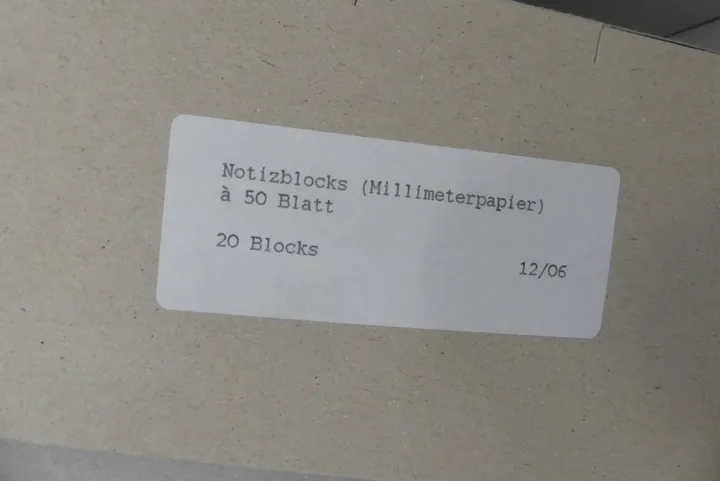 Notizblocks (Millimeterpapier)
à 50 Blatt
20 Blocks
12/06